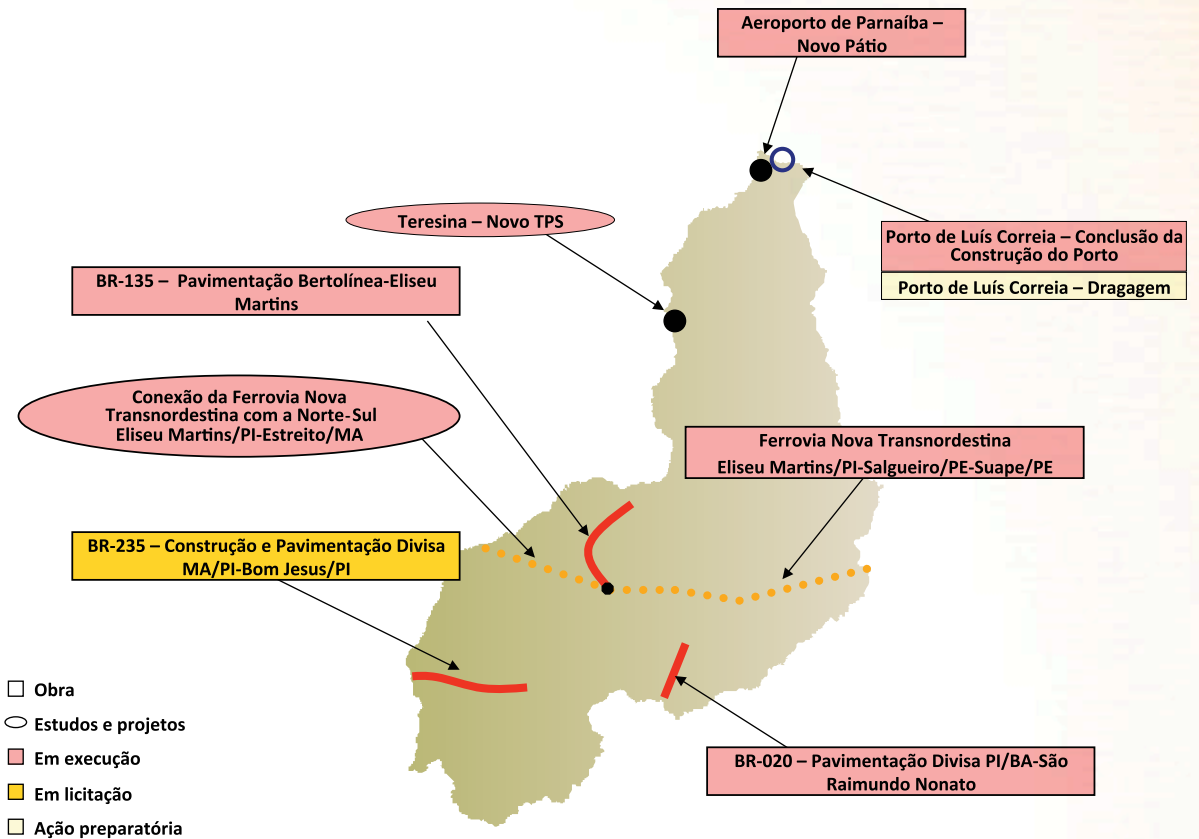 Aeroporto de Parnaíba –
Novo Pátio
Teresina – Novo TPS
Porto de Luís Correia – Conclusão da
Construção do Porto
Porto de Luís Correia – Dragagem
BR-135 – Pavimentação Bertolínea-Eliseu
Martins
Conexão da Ferrovia Nova
Transnordestina com a Norte-Sul
Eliseu Martins/PI-Estreito/MA
Ferrovia Nova Transnordestina
Eliseu Martins/PI-Salgueiro/PE-Suape/PE
BR-235 – Construção e Pavimentação Divisa
MA/PI-Bom Jesus/PI
BR-020 – Pavimentação Divisa PI/BA-São
Raimundo Nonato
Obra
Estudos e projetos
Em execução
Em licitação
Ação preparatória